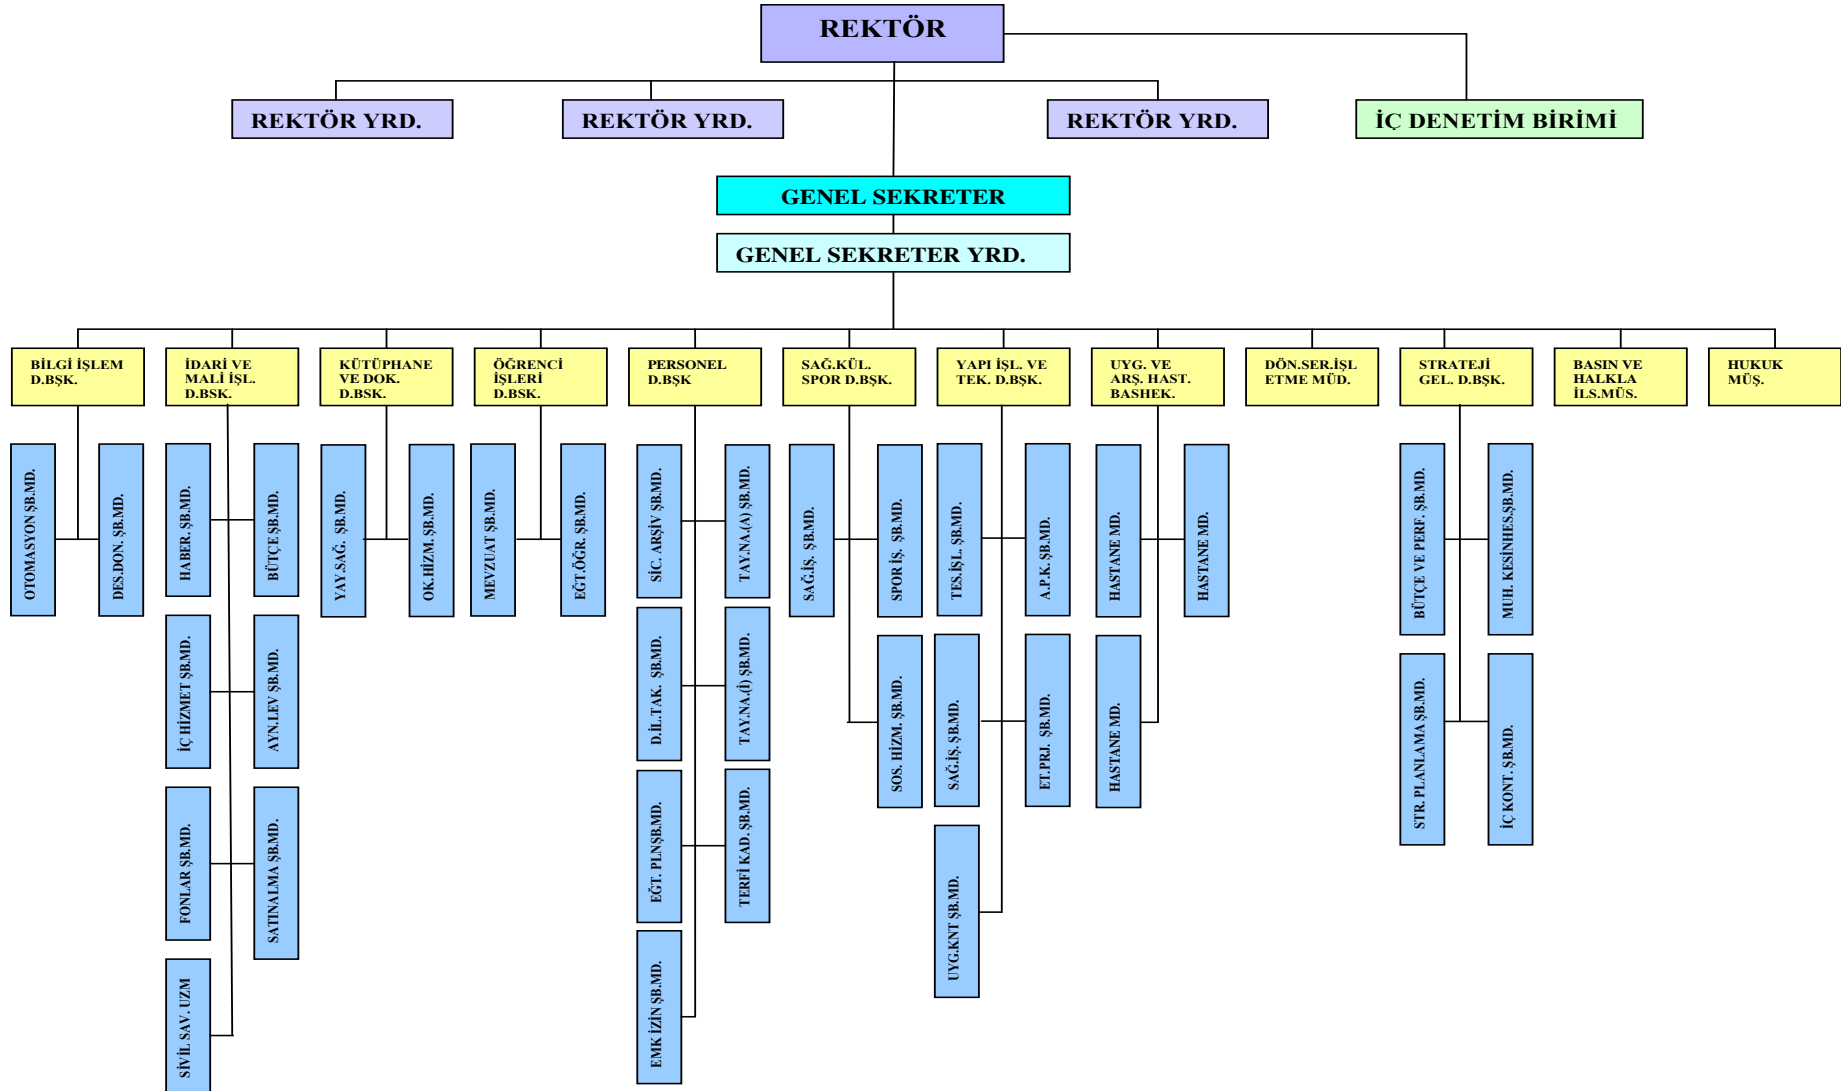 REKTÖR
REKTÖR YRD.
REKTÖR YRD.
REKTÖR YRD.
İÇ DENETİM BİRİMİ
GENEL SEKRETER
GENEL SEKRETER YRD.
BİLGİ İŞLEM
D.BŞK.
İDARİ VE
MALİ İŞL.
D.BSK.
KÜTÜPHANE
VE DOK.
D.BSK.
ÖĞRENCİ
İŞLERİ
D.BSK.
PERSONEL
D.BŞK
SAĞ.KÜL.
SPOR D.BŞK.
YAPI İŞL. VE
TEK. D.BŞK.
UYG. VE
ARŞ. HAST.
BASHEK.
DÖN.SER.İŞL
ETME MÜD.
STRATEJİ
GEL. D.BŞK.
BASIN VE
HALKLA
İLS.MÜS.
HUKUK
MÜŞ.
OTOMASYON ŞB.MD.
DES.DON. ŞB.MD.
HABER. ŞB.MD.
BÜTÇE ŞB.MD.
YAY.SAĞ.  ŞB.MD.
OK.HİZM. ŞB.MD.
MEVZUAT ŞB.MD.
EĞT.ÖĞR. ŞB.MD.
SİC. ARŞİV ŞB.MD.
TAY.NA.(A) ŞB.MD.
SAĞ.İŞ.  ŞB.MD.
SPOR İŞ.  ŞB.MD.
TES.İŞL. ŞB.MD.
A.P.K. ŞB.MD.
HASTANE MD.
HASTANE MD.
BÜTÇE VE PERF. ŞB.MD.
MUH. KESİNHES.ŞB.MD.
İÇ HİZMET ŞB.MD.
AYN.LEV ŞB.MD.
D.İL.TAK.  ŞB.MD.
TAY.NA.(İ) ŞB.MD.
SOS. HİZM. ŞB.MD.
SAĞ.İŞ. ŞB.MD.
ET.PRJ.  ŞB.MD.
HASTANE MD.
STR. PLANLAMA ŞB.MD.
İÇ KONT. ŞB.MD.
FONLAR ŞB.MD.
SATINALMA ŞB.MD.
EĞT. PLNŞB.MD.
TERFİ KAD. ŞB.MD.
UYG.KNT ŞB.MD.
SİVİL SAV. UZM
EMK İZİN ŞB.MD.